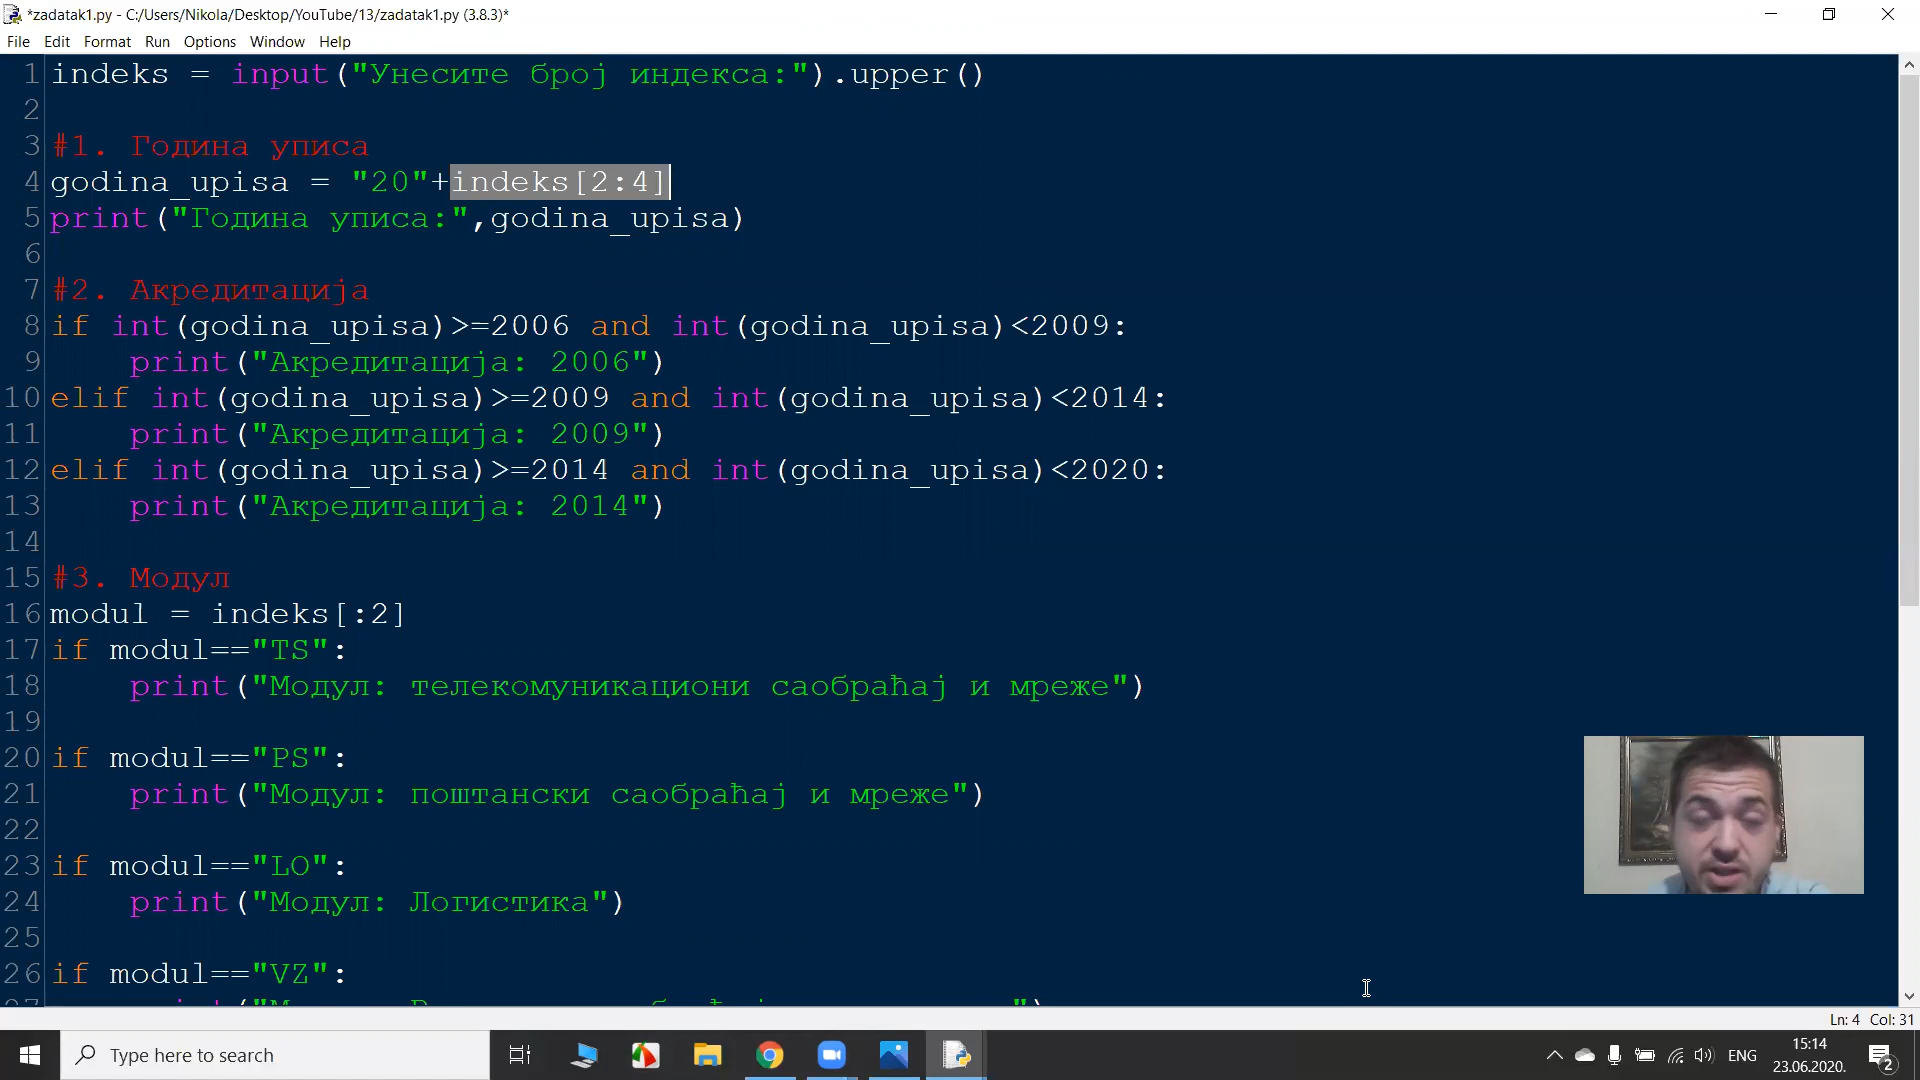 *zadatak1.py - C:/Users/Nikola/Desktop/YouTube/13/zadatak1.py (3.8.3)*
File Edit Format Run Options Window Help
1 indeks = input("Унесите број индекса:").upper()
2
3 #1. Година уписа
4 godina_upisa = "20"+indeks[2:4]
5 print("Година уписа:",godina_upisa)
6
7 #2. Акредитација
8 if int(godina_upisa)>=2006 and int(godina_upisa)<2009:
9 print("Акредитација: 2006")
10 elif int(godina_upisa)>=2009 and int(godina_upisa)<2014:
11 print("Акредитација: 2009")
12 elif int(godina_upisa)>=2014 and int(godina_upisa)<2020:
13 print("Акредитација: 2014")
14
15 #3. Модул
16 modul = indeks[:2]
17 if modul=="TS":
18 print("Модул: телекомуникациони саобраћај и мреже")
19
20 if modul=="PS":
21 print("Модул: поштански саобраћај и мреже")
22
23 if modul=="LO":
24 print("Модул: Логистика")
25
26 if modul=="VZ":
Ln: 4 Col: 31
Type here to search
ENG
15:14
23.06.2020.
2